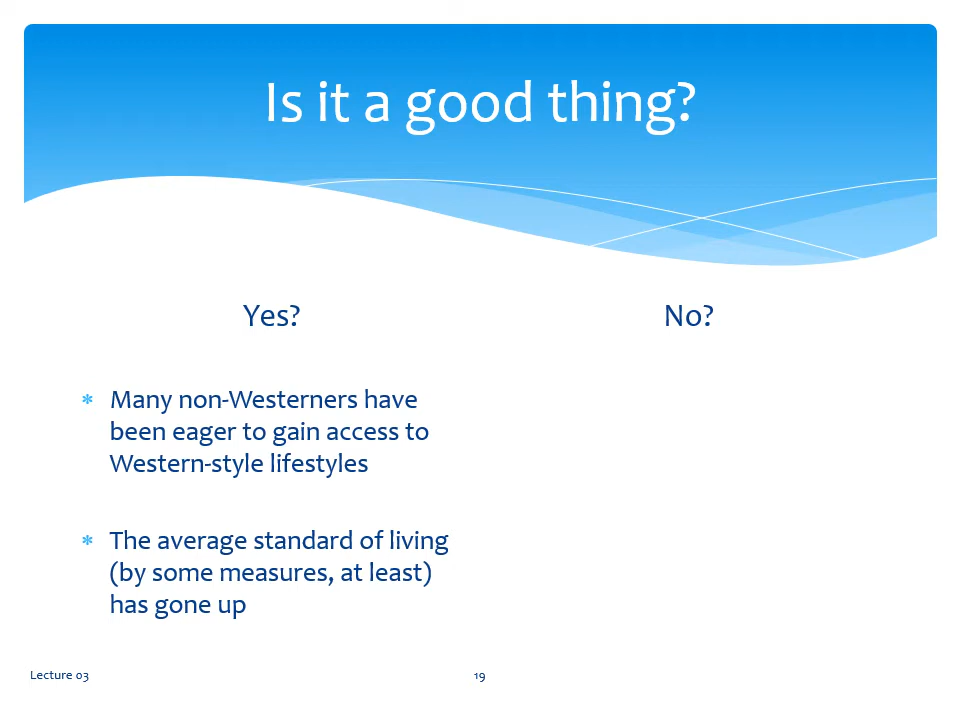 Is it a good thing?
Yes?
No?
* Many non-Westerners have
been eager to gain access to
Western-style lifestyles
* The average standard of living
(by some measures, at least)
has gone up
Lecture 03
19